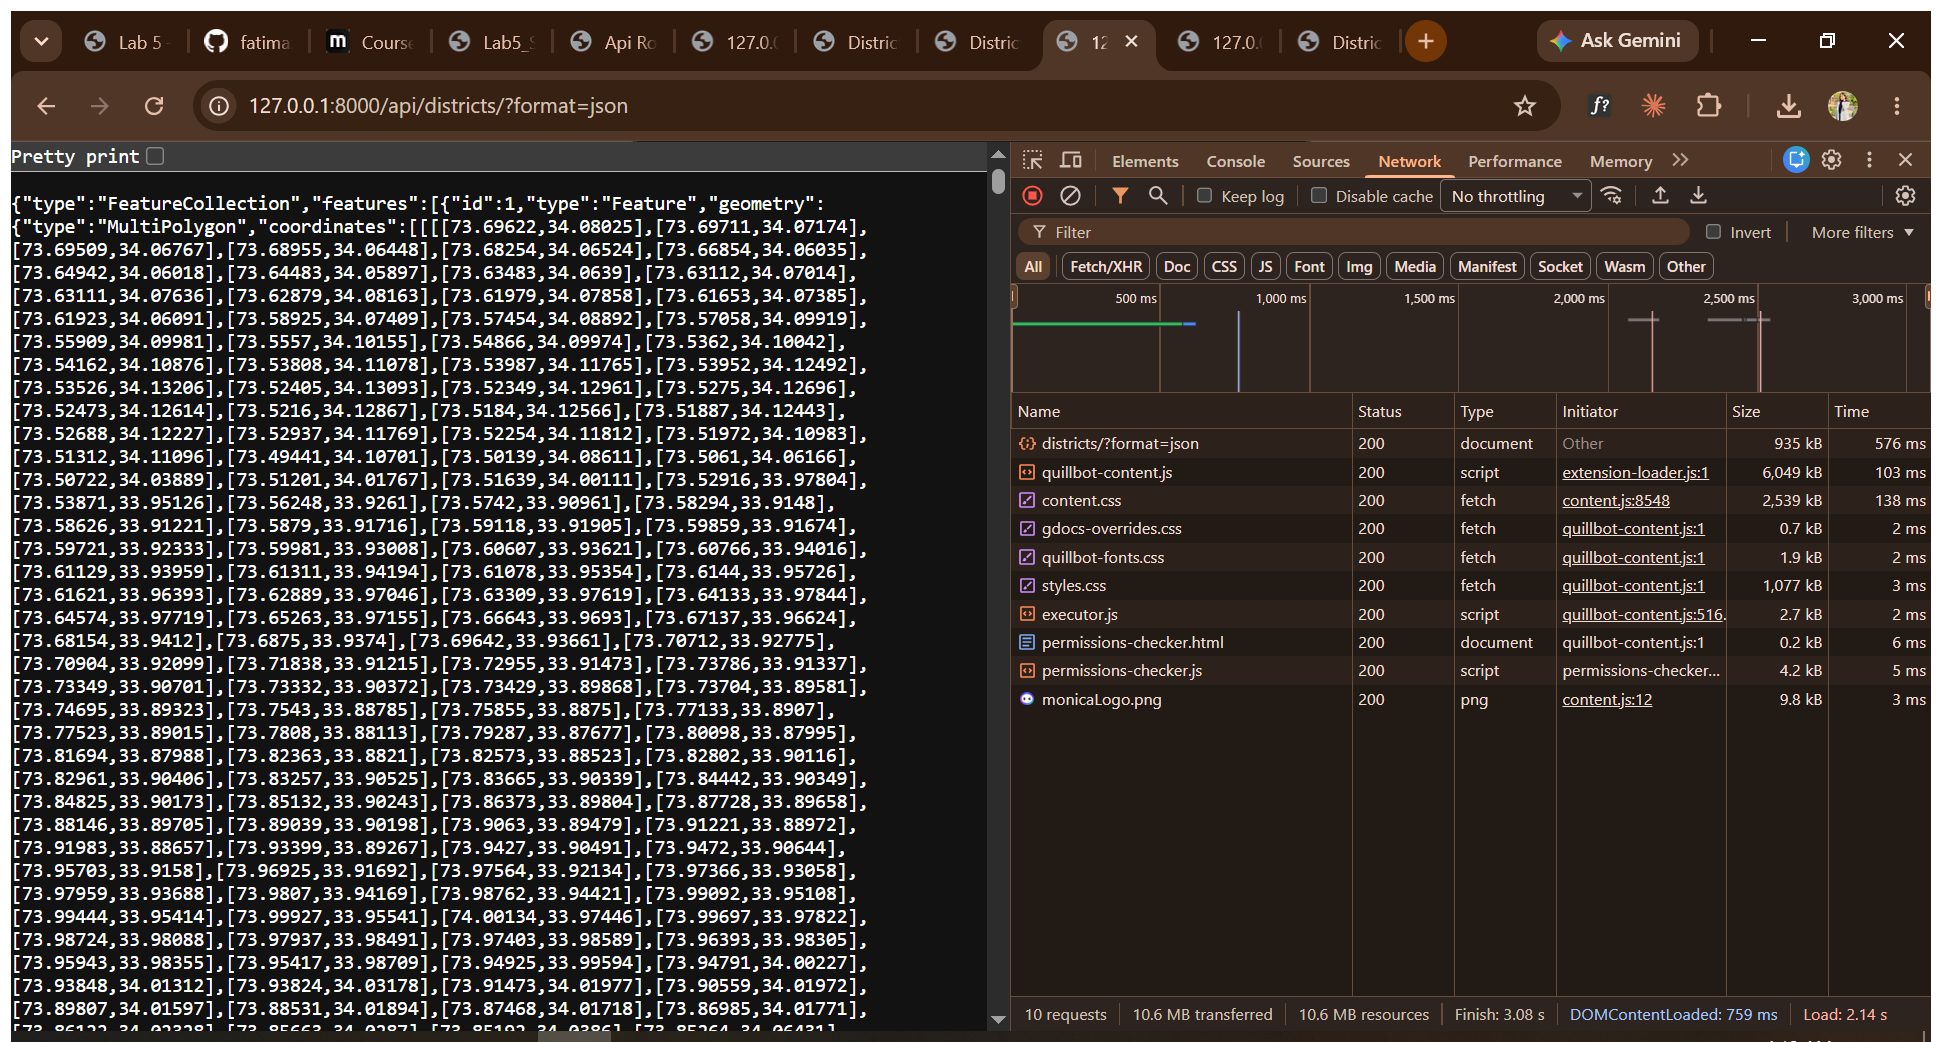 Lab 5 -
fatima
Course
Lab5_S
Api Ro
127.0.0
Distric
Distric
12
127.0.
Distric
Ask Gemini
127.0.0.1:8000/api/districts/?format=json
Pretty print
{"type":"FeatureCollection","features":[{"id":1,"type":"Feature","geometry":
{"type":"MultiPolygon","coordinates":[[[[73.69622,34.08025],[73.69711,34.07174],
[73.69509,34.06767],[73.68955,34.06448],[73.68254,34.06524],[73.66854,34.06035],
[73.64942,34.06018],[73.64483,34.05897],[73.63483,34.0639],[73.63112,34.07014],
[73.63111,34.07636],[73.62879,34.08163],[73.61979,34.07858],[73.61653,34.07385],
[73.61923,34.06091],[73.58925,34.07409],[73.57454,34.08892],[73.57058,34.09919],
[73.55909,34.09981],[73.5557,34.10155],[73.54866,34.09974],[73.5362,34.10042],
[73.54162,34.10876],[73.53808,34.11078],[73.53987,34.11765],[73.53952,34.12492],
[73.53526,34.13206],[73.52405,34.13093],[73.52349,34.12961],[73.5275,34.12696],
[73.52473,34.12614],[73.5216,34.12867],[73.5184,34.12566],[73.51887,34.12443],
[73.52688,34.12227],[73.52937,34.11769],[73.52254,34.11812],[73.51972,34.10983],
[73.51312,34.11096],[73.49441,34.10701],[73.50139,34.08611],[73.5061,34.06166],
[73.50722,34.03889],[73.51201,34.01767],[73.51639,34.00111],[73.52916,33.97804],
[73.53871,33.95126],[73.56248,33.9261],[73.5742,33.90961],[73.58294,33.9148],
[73.58626,33.91221],[73.5879,33.91716],[73.59118,33.91905],[73.59859,33.91674],
[73.59721,33.92333],[73.59981,33.93008],[73.60607,33.93621],[73.60766,33.94016],
[73.61129,33.93959],[73.61311,33.94194],[73.61078,33.95354],[73.6144,33.95726],
[73.61621,33.96393],[73.62889,33.97046],[73.63309,33.97619],[73.64133,33.97844],
[73.64574,33.97719],[73.65263,33.97155],[73.66643,33.9693],[73.67137,33.96624],
[73.68154,33.9412],[73.6875,33.9374],[73.69642,33.93661],[73.70712,33.92775],
[73.70904,33.92099],[73.71838,33.91215],[73.72955,33.91473],[73.73786,33.91337],
[73.73349,33.90701],[73.73332,33.90372],[73.73429,33.89868],[73.73704,33.89581],
[73.74695,33.89323],[73.7543,33.88785],[73.75855,33.8875],[73.77133,33.8907],
[73.77523,33.89015],[73.7808,33.88113],[73.79287,33.87677],[73.80098,33.87995],
[73.81694,33.87988],[73.82363,33.8821],[73.82573,33.88523],[73.82802,33.90116],
[73.82961,33.90406],[73.83257,33.90525],[73.83665,33.90339],[73.84442,33.90349],
[73.84825,33.90173],[73.85132,33.90243],[73.86373,33.89804],[73.87728,33.89658],
[73.88146,33.89705],[73.89039,33.90198],[73.9063,33.89479],[73.91221,33.88972],
[73.91983,33.88657],[73.93399,33.89267],[73.9427,33.90491],[73.9472,33.90644],
[73.95703,33.9158],[73.96925,33.91692],[73.97564,33.92134],[73.97366,33.93058],
[73.97959,33.93688],[73.9807,33.94169],[73.98762,33.94421],[73.99092,33.95108],
[73.99444,33.95414],[73.99927,33.95541],[74.00134,33.97446],[73.99697,33.97822],
[73.98724,33.98088],[73.97937,33.98491],[73.97403,33.98589],[73.96393,33.98305],
[73.95943,33.98355],[73.95417,33.98709],[73.94925,33.99594],[73.94791,34.00227],
[73.93848,34.01312],[73.93824,34.03178],[73.91473,34.01977],[73.90559,34.01972],
[73.89807,34.01597],[73.88531,34.01894],[73.87468,34.01718],[73.86985,34.01771],
Elements Console Sources Network Performance Memory
Keep log Disable cache No throttling
Filter Invert More filters
All Fetch/XHR Doc CSS JS Font Img Media Manifest Socket Wasm Other
500 ms 1,000 ms 1,500 ms 2,000 ms 2,500 ms 3,000 ms
Name Status Type Initiator Size Time
districts/?format=json 200 document Other 935 kB 576 ms
quillbot-content.js 200 script extension-loader.js:1 6,049 kB 103 ms
content.css 200 fetch content.js:8548 2,539 kB 138 ms
gdocs-overrides.css 200 fetch quillbot-content.js:1 0.7 kB 2 ms
quillbot-fonts.css 200 fetch quillbot-content.js:1 1.9 kB 2 ms
styles.css 200 fetch quillbot-content.js:1 1,077 kB 3 ms
executor.js 200 script quillbot-content.js:516. 2.7 kB 2 ms
permissions-checker.html 200 document quillbot-content.js:1 0.2 kB 6 ms
permissions-checker.js 200 script permissions-checker... 4.2 kB 5 ms
monicaLogo.png 200 png content.js:12 9.8 kB 3 ms
10 requests 10.6 MB transferred 10.6 MB resources Finish: 3.08 s DOMContentLoaded: 759 ms Load: 2.14 s